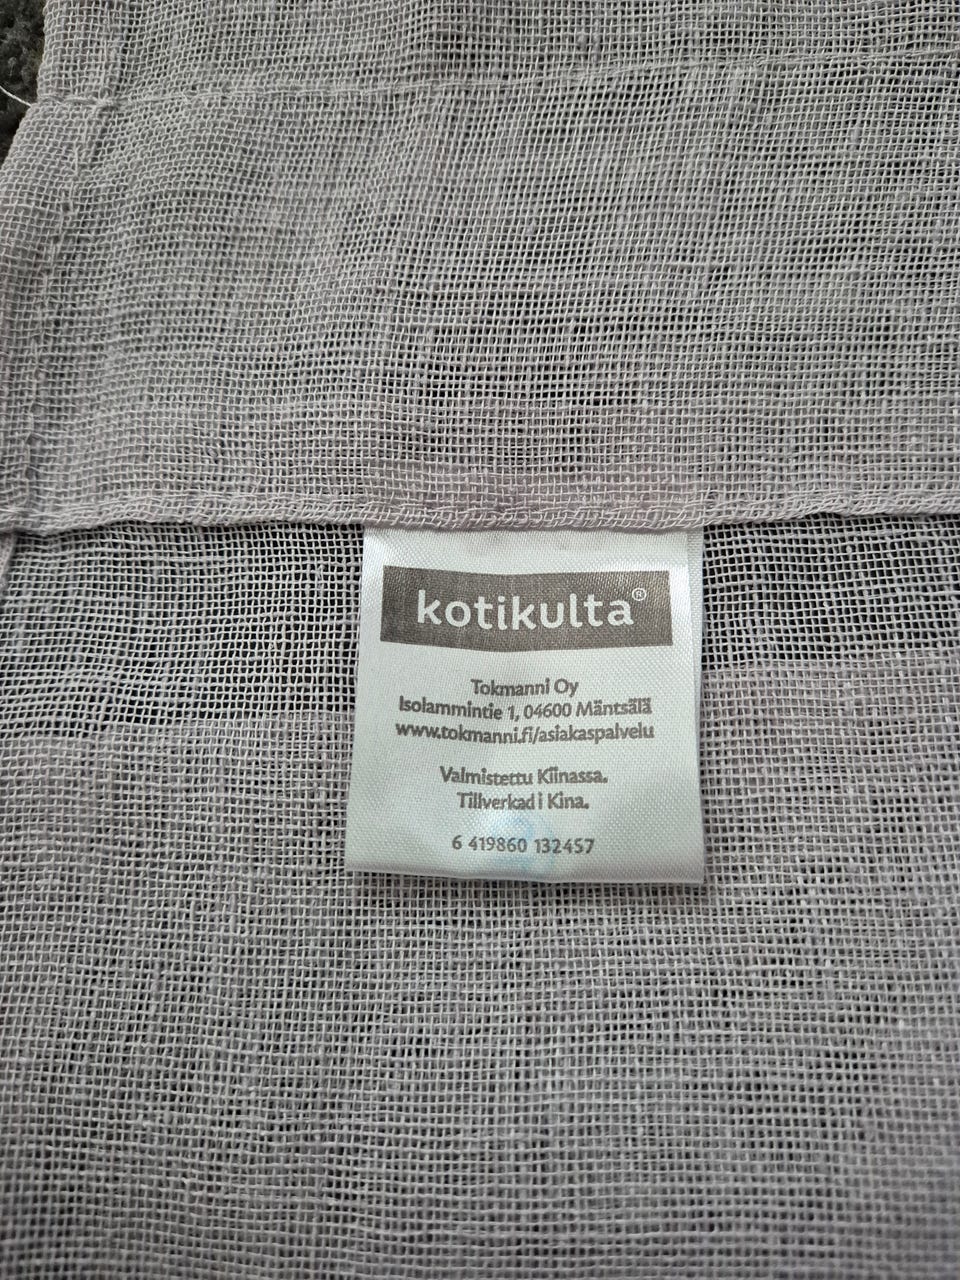 kotikulta®
Tokmanni Oy
Isolammintie 1, 04600 Mäntsälä
www.tokmanni.fi/asiakaspalvelu
Valmistettu Kiinassa.
Tillverkad i Kina.
6 419860 132457